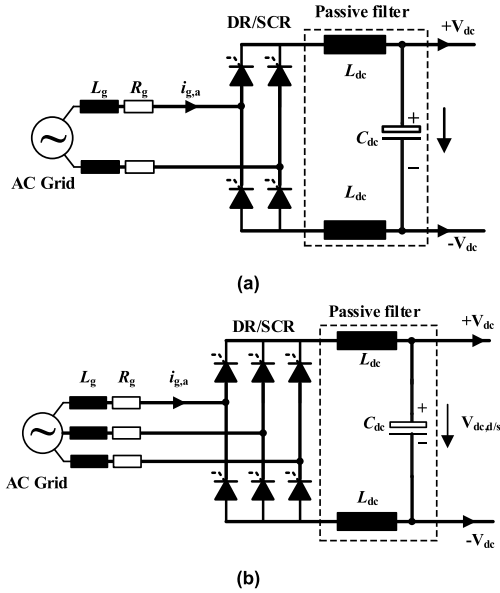 DR/SCR Passive filter
+Vdc
Lg Rg ig,a
Ldc
+
Cdc
−
AC Grid
Ldc
-Vdc
(a)
DR/SCR Passive filter
+Vdc
Lg Rg ig,a
Ldc
+
Cdc Vdc,d/s
−
AC Grid
Ldc
-Vdc
(b)